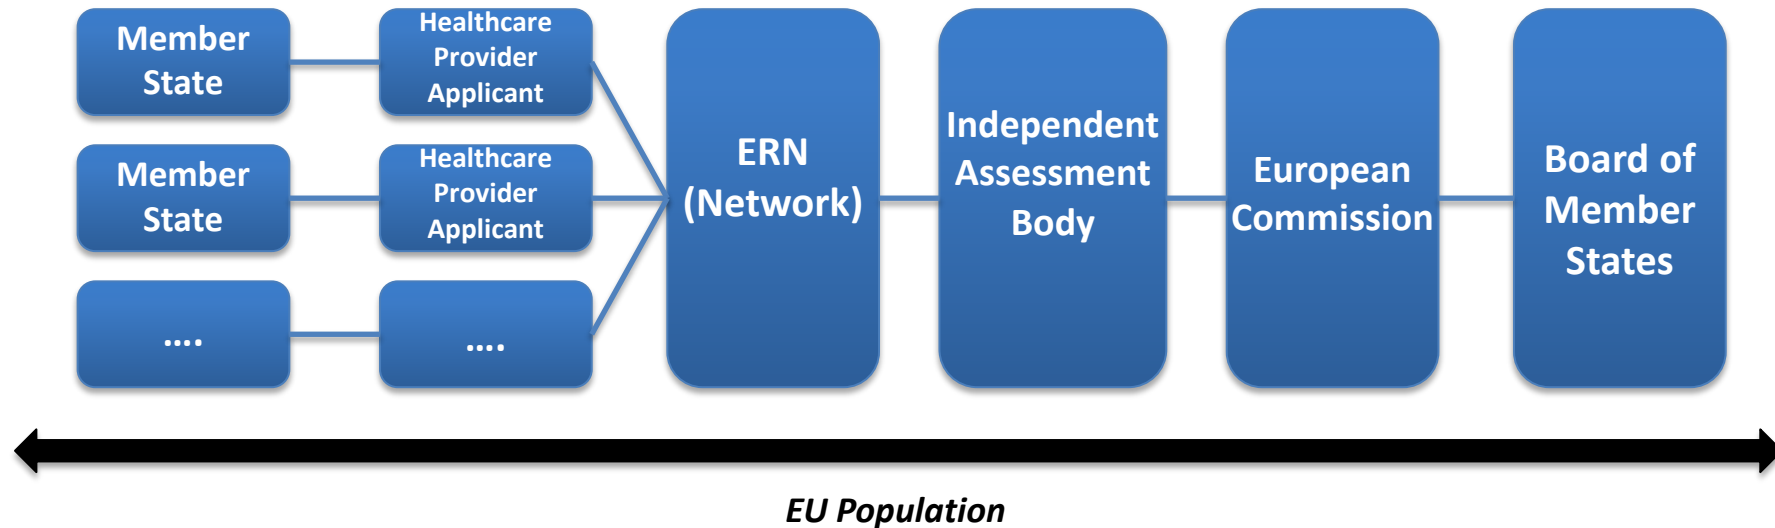 Member
State
Healthcare
Provider
Applicant
Member
State
Healthcare
Provider
Applicant
....
....
ERN
(Network)
Independent
Assessment
Body
European
Commission
Board of
Member
States
EU Population